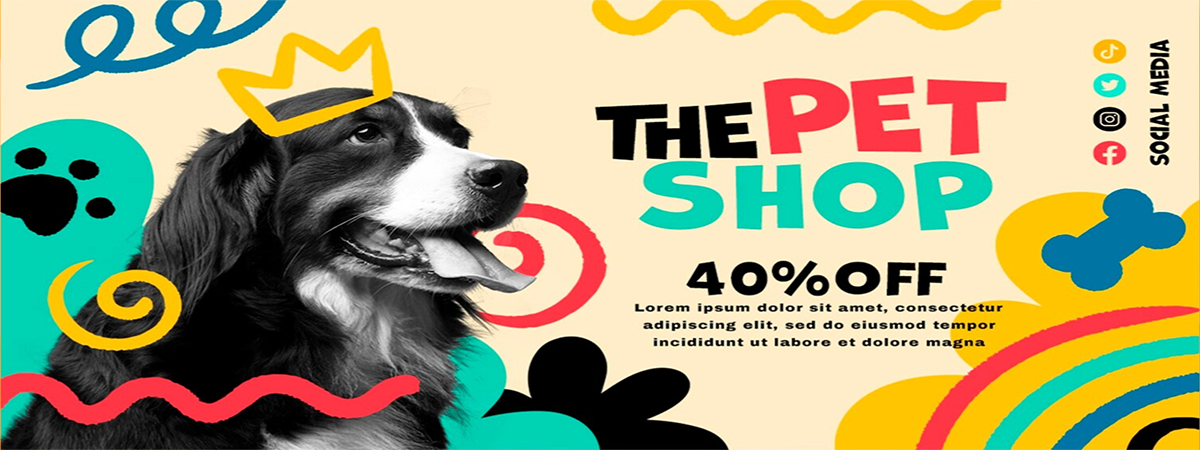 THE PET
SHOP
40%OFF
Lorem ipsum dolor sit amet, consectetur
adipiscing elit, sed do eiusmod tempor
incididunt ut labore et dolore magna
SOCIAL MEDIA